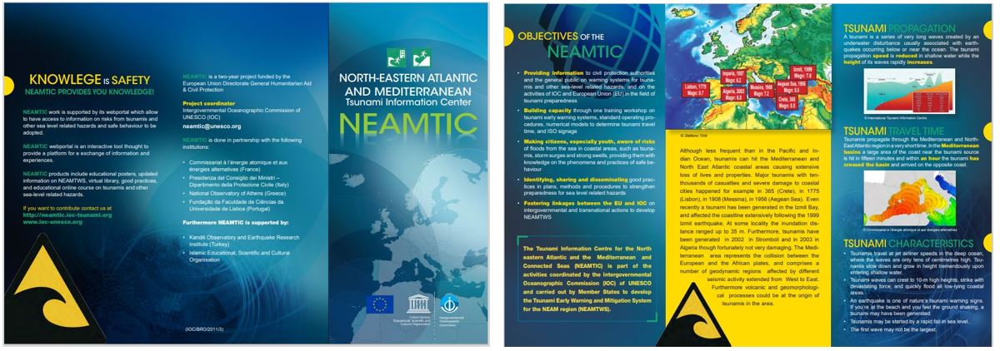 KNOWLEGE IS SAFETY
NEAMTIC PROVIDES YOU KNOWLEDGE!
NEAMTIC work is supported by its webportal which allow
to have access to information on risks from tsunamis and
other sea level related hazards and safe behaviour to be
adopted.
NEAMTIC webportal is an interactive tool thought to
provide a platform for e exchange of information and
experiences.
NEAMTIC products include educational posters, updated
information on NEAMTWS, virtual library, good practices,
and educational online course on tsunamis and other
sea-level related hazards.
If you want to contribute contact us at
http://neamtic.ioc-tsunami.org
www.ioc-unesco.org
NEAMTIC is a two-year project funded by the
European Union Directorate General Humanitarian Aid
& Civil Protection
Project coordinator
Intergovernmental Oceanographic Commission of
UNESCO (IOC)
neamtic@unesco.org
NEAMTIC is done in partnership with the following
institutions:
• Commissariat à l'énergie atomique et aux
énergies alternatives (France)
• Presidenza del Consiglio dei Ministri –
Dipartimento della Protezione Civile (Italy)
• National Observatory of Athens (Greece)
• Fundação da Faculdade de Ciências da
Universidade de Lisboa (Portugal)
Furthermore NEAMTIC is supported by:
• Kandili Observatory and Earthquake Research
Institute (Turkey)
• Islamic Educational, Scientific and Cultural
Organisation
(IOC/BRO/2011/3)
NORTH-EASTERN ATLANTIC
AND MEDITERRANEAN
Tsunami Information Center
NEAMTIC
United Nations
Educational, Scientific and
Cultural Organization
Intergovernmental
Oceanographic
Commission
OBJECTIVES OF THE
NEAMTIC
• Providing information to civil protection authorities
and the general public on warning systems for tsuna-
mis and other sea-level related hazards, and on the
activities of IOC and European Union (EU) in the field of
tsunami preparedness
• Building capacity through one training workshop on
tsunami early warning systems, standard operating pro-
cedures, numerical models to determine tsunami travel
time, and ISO signage
• Making citizens, especially youth, aware of risks
of floods from the sea in coastal areas, such as tsuna-
mis, storm surges and strong swells, providing them with
knowledge on the phenomena and practices of safe be-
haviour
• Identifying, sharing and disseminating good prac-
tices in plans, methods and procedures to strengthen
preparedness for sea level related hazards
• Fostering linkages between the EU and IOC on
intergovernmental and transnational actions to develop
NEAMTWS
The Tsunami Information Centre for the North
eastern Atlantic and the Mediterranean and
Connected Seas (NEAMTIC) is part of the
activities coordinated by the Intergovernmental
Oceanographic Commission (IOC) of UNESCO
and carried out by Member States to develop
the Tsunami Early Warning and Mitigation System
for the NEAM region (NEAMTWS).
Lisbon, 1775
Magn: 8.7
Imperia, 1887
Magn: 6.2
Algeria, 2003
Magn: 6.8
Messina, 1908
Magn: 7.2
Izmit, 1999
Magn: 7.6
Aegean Sea, 1956
Magn: 7.5
Crete, 365
Magn: 8.5
© Stefano Tinti
Although less frequent than in the Pacific and In-
dian Ocean, tsunamis can hit the Mediterranean and
North East Atlantic coastal areas causing extensive
loss of lives and properties. Major tsunamis with ten-
thousands of casualties and severe damage to coastal
cities happened for example in 365 (Crete), in 1775
(Lisbon), in 1908 (Messina), in 1956 (Aegean Sea). Even
recently a tsunami has been generated in the Izmit Bay,
and affected the coastline extensively following the 1999
Izmit earthquake. At some locality the inundation dis-
tance ranged up to 35 m. Furthermore, tsunamis have
been generated in 2002 in Stromboli and in 2003 in
Algeria though fortunately not very damaging. The Medi-
terranean area represents the collision between the
European and the African plates, and comprises a
number of geodynamic regions affected by different
seismic activity extended from West to East.
Furthermore volcanic and geomorphologi-
cal processes could be at the origin of
tsunamis in the area.
TSUNAMI PROPAGATION
A tsunami is a series of very long waves created by an
underwater disturbance usually associated with earth-
quakes occurring below or near the ocean. The tsunami
propagation speed is reduced in shallow water while the
height of its waves rapidly increases.
© International Tsunami Information Centre
TSUNAMI TRAVEL TIME
Tsunamis propagate through the Mediterranean and North-
East Atlantic region in a very short time. In the Mediterranean
basins a large area of the coast near the tsunami source
is hit in fifteen minutes and within an hour the tsunami has
crossed the basin and arrived on the opposite coast.
© Commissariat à l'énergie atomique et aux énergies alternatives
TSUNAMI CHARACTERISTICS
• Tsunamis travel at jet airliner speeds in the deep ocean,
where the waves are only tens of centimetres high. Tsu-
namis slow down and grow in height tremendously upon
entering shallow water.
• Tsunami waves can crest to 10-m high heights, strike with
devastating force, and quickly flood all low-lying coastal
areas.
• An earthquake is one of nature's tsunami warning signs.
If you're at the beach and you feel the ground shaking, a
tsunami may have been generated.
• Tsunamis may be started by a rapid fall in sea level.
• The first wave may not be the largest.